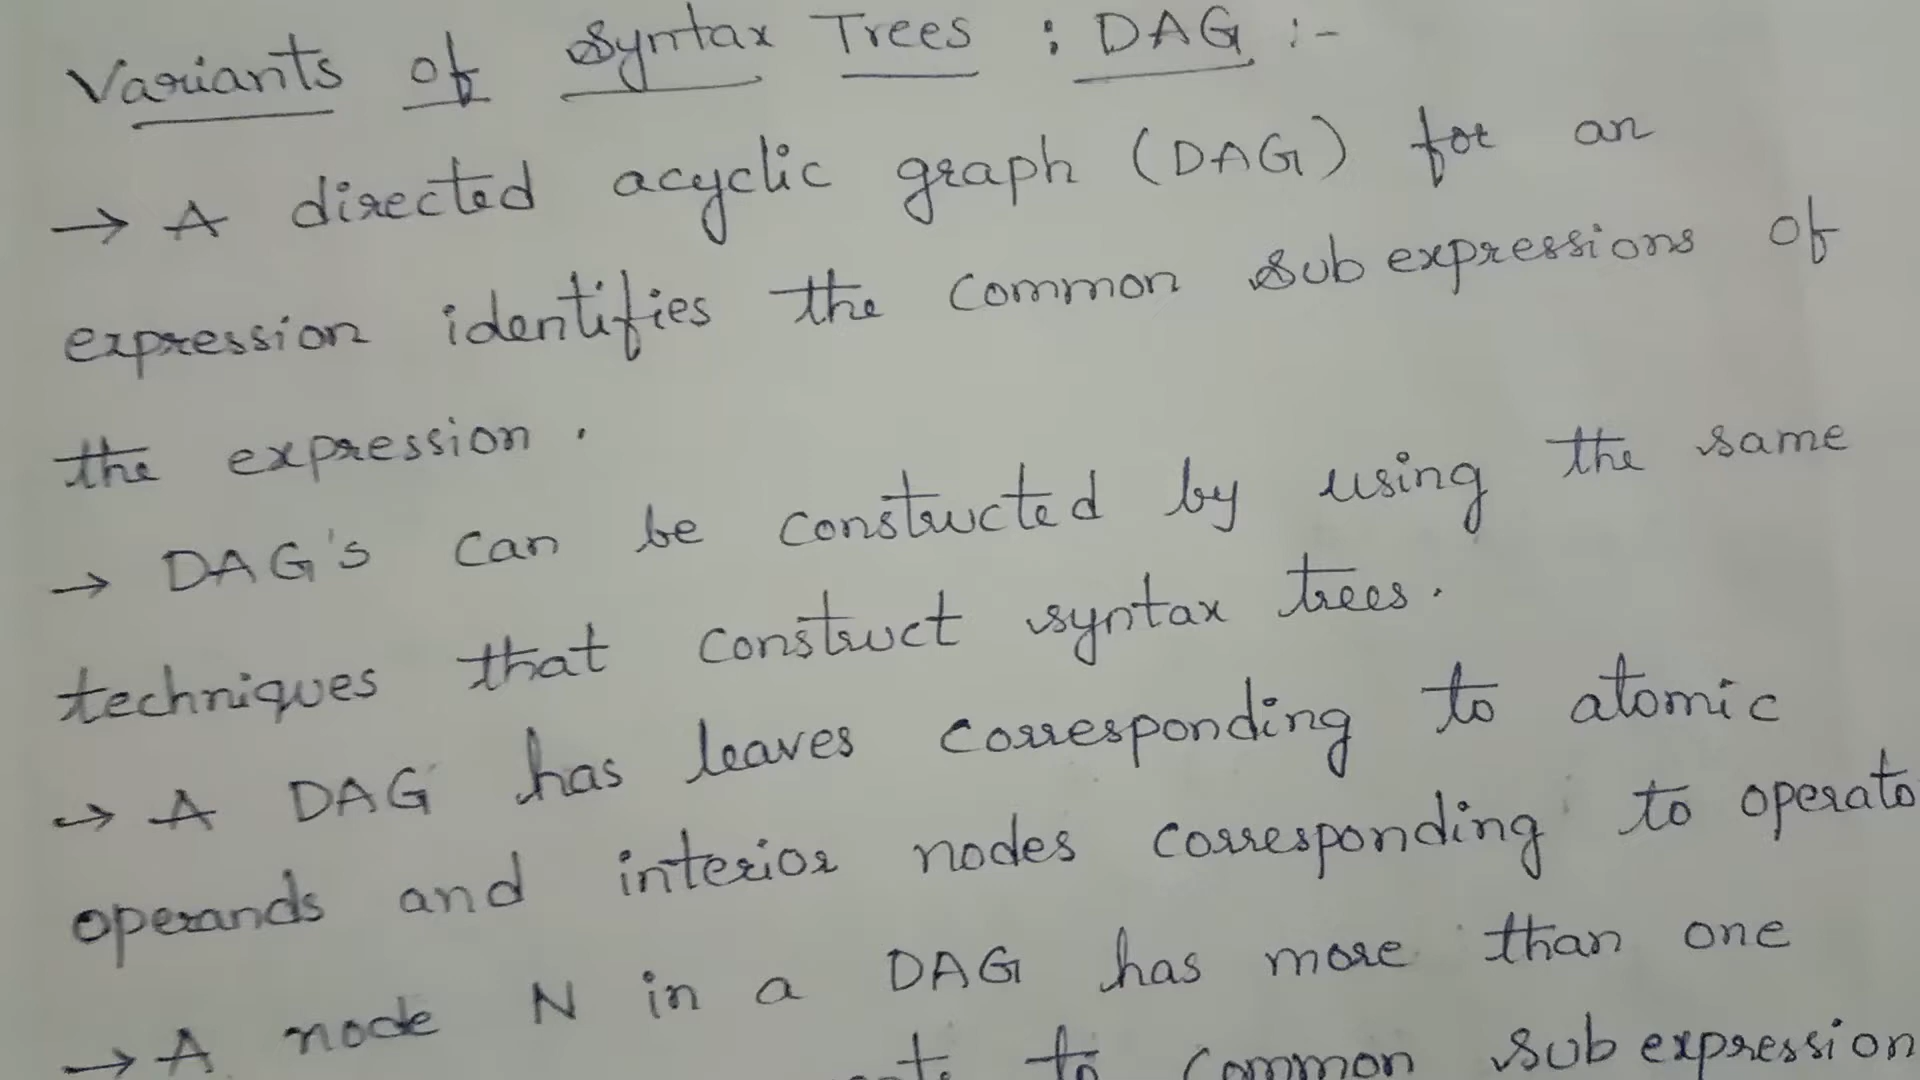 Variants of Syntax Trees : DAG :-
→ A directed acyclic graph (DAG) for an
expression identifies the common sub expressions of
the expression.
→ DAG's can be constructed by using the same
techniques that construct syntax trees.
→ A DAG has leaves corresponding to atomic
operands and interior nodes corresponding to operato
→ A node N in a DAG has more than one
to common sub expression